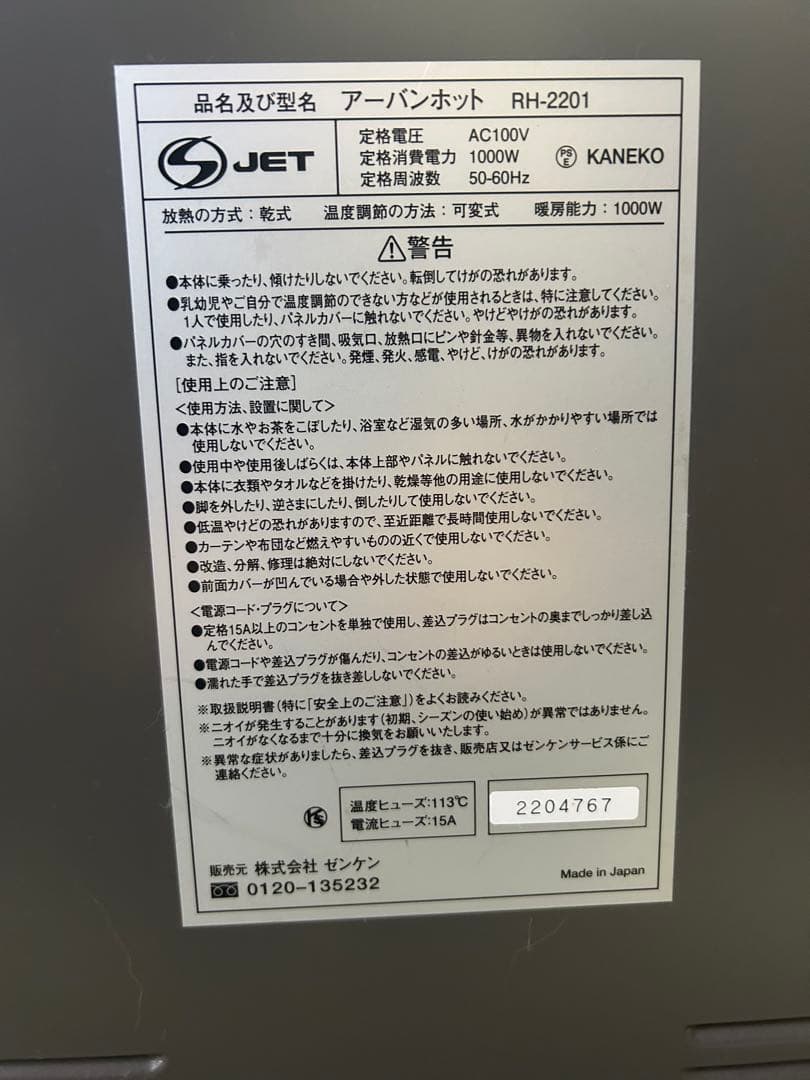 品名及び型名 アーバンホット RH-2201
JET
定格電圧 AC100V
定格消費電力 1000W
定格周波数 50-60Hz
PS
E
KANEKO
放熱の方式：乾式 温度調節の方法：可変式 暖房能力：1000W
⚠警告
●本体に乗ったり、傾けたりしないでください。転倒してけがの恐れがあります。
●乳幼児やご自分で温度調節のできない方などが使用されるときは、特に注意してください。
1人で使用したり、パネルカバーに触れないでください。やけどやけがの恐れがあります。
●パネルカバーの穴のすき間、吸気口、放熱口にピンや針金等、異物を入れないでください。
また、指を入れないでください。発煙、発火、感電、やけど、けがの恐れがあります。
［使用上のご注意］
＜使用方法、設置に関して＞
●本体に水やお茶をこぼしたり、浴室など湿気の多い場所、水がかかりやすい場所では
使用しないでください。
●使用中や使用後しばらくは、本体上部やパネルに触れないでください。
●本体に衣類やタオルなどを掛けたり、乾燥等他の用途に使用しないでください。
●脚を外したり、逆さまにしたり、倒したりして使用しないでください。
●低温やけどの恐れがありますので、至近距離で長時間使用しないでください。
●カーテンや布団など燃えやすいものの近くで使用しないでください。
●改造、分解、修理は絶対にしないでください。
●前面カバーが凹んでいる場合や外した状態で使用しないでください。
＜電源コード・プラグについて＞
●定格15A以上のコンセントを単独で使用し、差込プラグはコンセントの奥までしっかり差し込
んでください。
●電源コードや差込プラグが傷んだり、コンセントの差込がゆるいときは使用しないでください。
●濡れた手で差込プラグを抜き差ししないでください。
※取扱説明書（特に「安全上のご注意」）をよくお読みください。
※ニオイが発生することがあります（初期、シーズンの使い始め）が異常ではありません。
ニオイがなくなるまで十分に換気をお願いいたします。
※異常な症状がありましたら、差込プラグを抜き、販売店又はゼンケンサービス係にご
連絡ください。
温度ヒューズ：113℃
電流ヒューズ：15A
2204767
販売元 株式会社 ゼンケン
0120-135232
Made in Japan